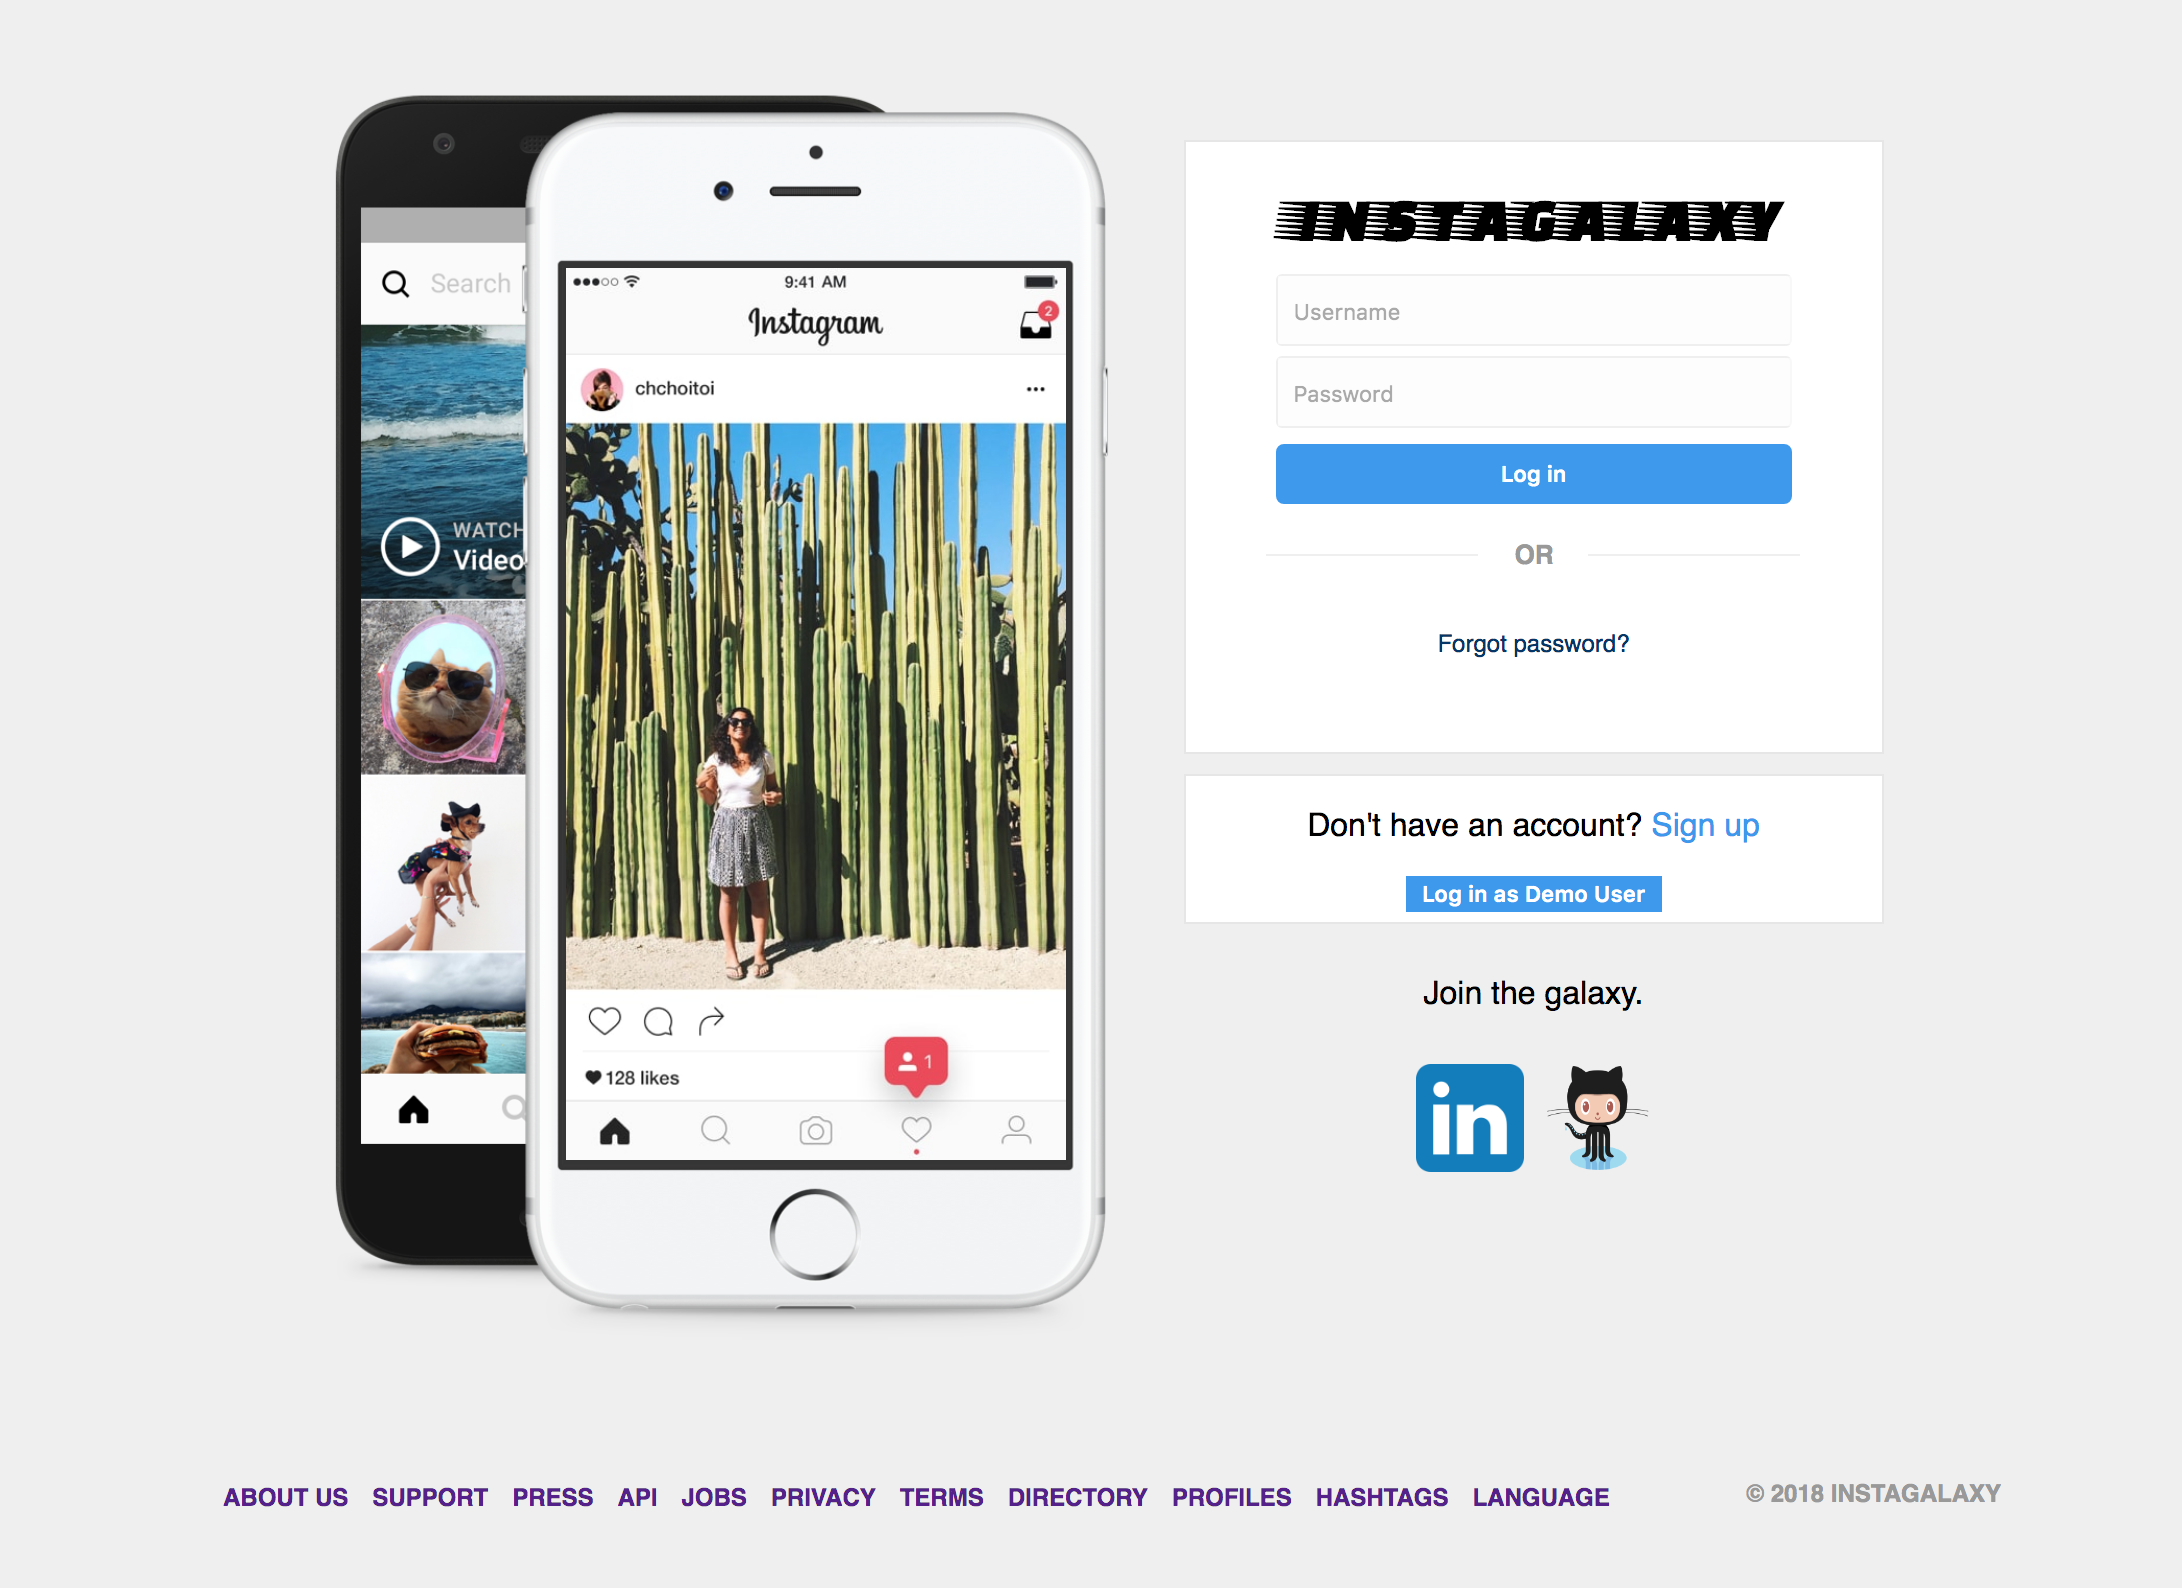 Search
WATCH
Video
9:41 AM
Instagram
2
chchoitoi
128 likes
1
INSTAGALAXY
Username
Password
Log in
OR
Forgot password?
Don't have an account? Sign up
Log in as Demo User
Join the galaxy.
in
ABOUT US SUPPORT PRESS API JOBS PRIVACY TERMS DIRECTORY PROFILES HASHTAGS LANGUAGE
© 2018 INSTAGALAXY